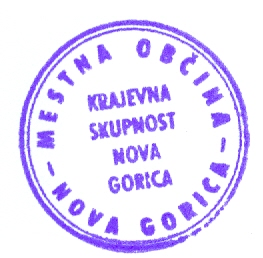 MESTNA OBČINA
KRAJEVNA
SKUPNOST
NOVA
GORICA
– NOVA GORICA –